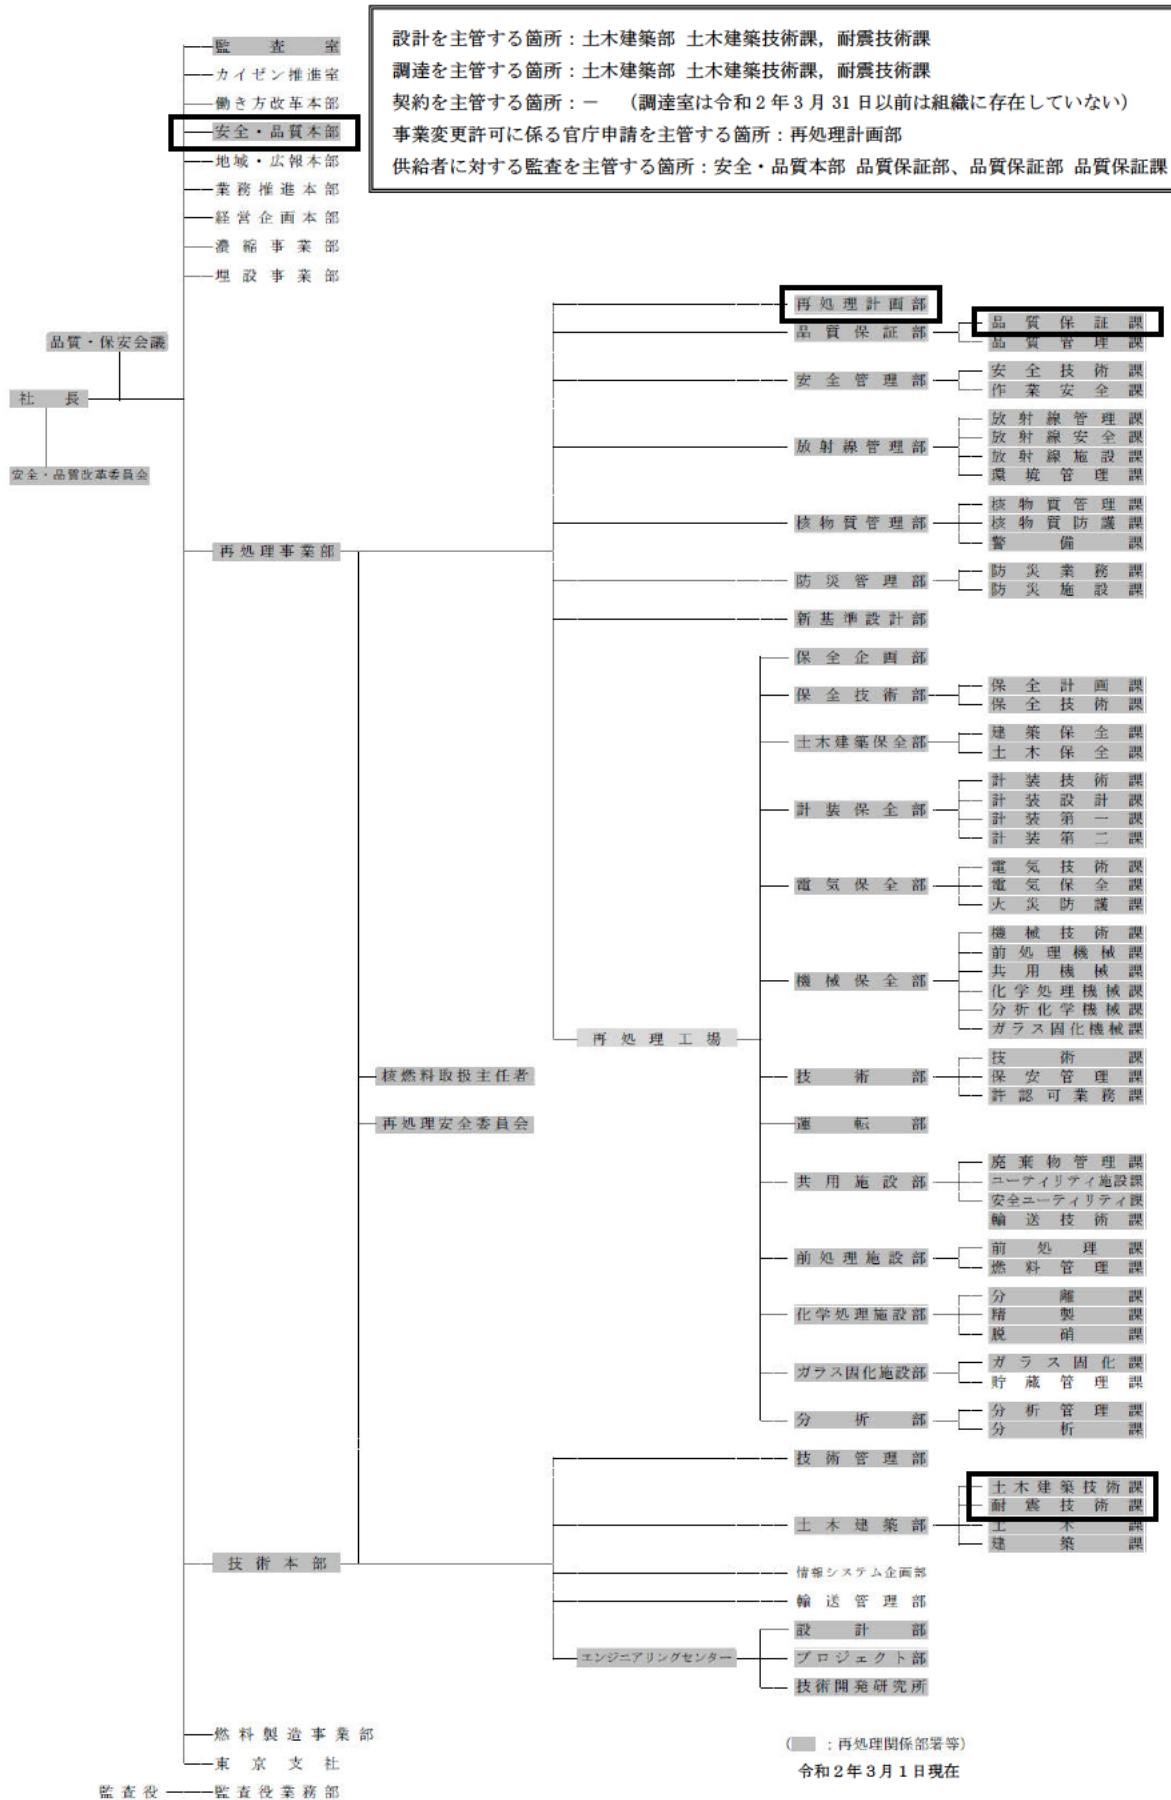 設計を主管する箇所：土木建築部 土木建築技術課，耐震技術課
調達を主管する箇所：土木建築部 土木建築技術課，耐震技術課
契約を主管する箇所：－ （調達室は令和２年３月 31 日以前は組織に存在していない）
事業変更許可に係る官庁申請を主管する箇所：再処理計画部
供給者に対する監査を主管する箇所：安全・品質本部 品質保証部、品質保証部 品質保証課
監査室
カイゼン推進室
働き方改革本部
安全・品質本部
地域・広報本部
業務推進本部
経営企画本部
濃縮事業部
埋設事業部
品質・保安会議
社長
安全・品質改革委員会
再処理事業部
再処理計画部
品質保証部
品質保証課
品質管理課
安全管理部
安全技術課
作業安全課
放射線管理部
放射線管理課
放射線安全課
放射線施設課
環境管理課
核物質管理部
核物質管理課
核物質防護課
警備課
防災管理部
防災業務課
防災施設課
新基準設計部
保全企画部
保全技術部
保全計画課
保全技術課
土木建築保全部
建築保全課
土木保全課
計装保全部
計装技術課
計装設計課
計装第一課
計装第二課
電気保全部
電気技術課
電気保全課
火災防護課
機械保全部
機械技術課
前処理機械課
共用機械課
化学処理機械課
分析化学機械課
ガラス固化機械課
再処理工場
核燃料取扱主任者
再処理安全委員会
技術部
技術課
保安管理課
許認可業務課
運転部
共用施設部
廃棄物管理課
ユーティリティ施設課
安全ユーティリティ課
輸送技術課
前処理施設部
前処理課
燃料管理課
化学処理施設部
分離課
精製課
脱硝課
ガラス固化施設部
ガラス固化課
貯蔵管理課
分析部
分析管理課
分析課
技術本部
技術管理部
土木建築部
土木建築技術課
耐震技術課
土木課
建築課
情報システム企画部
輸送管理部
エンジニアリングセンター
設計部
プロジェクト部
技術開発研究所
燃料製造事業部
東京支社
監査役
監査役業務部
（ ：再処理関係部署等）
令和２年３月１日現在